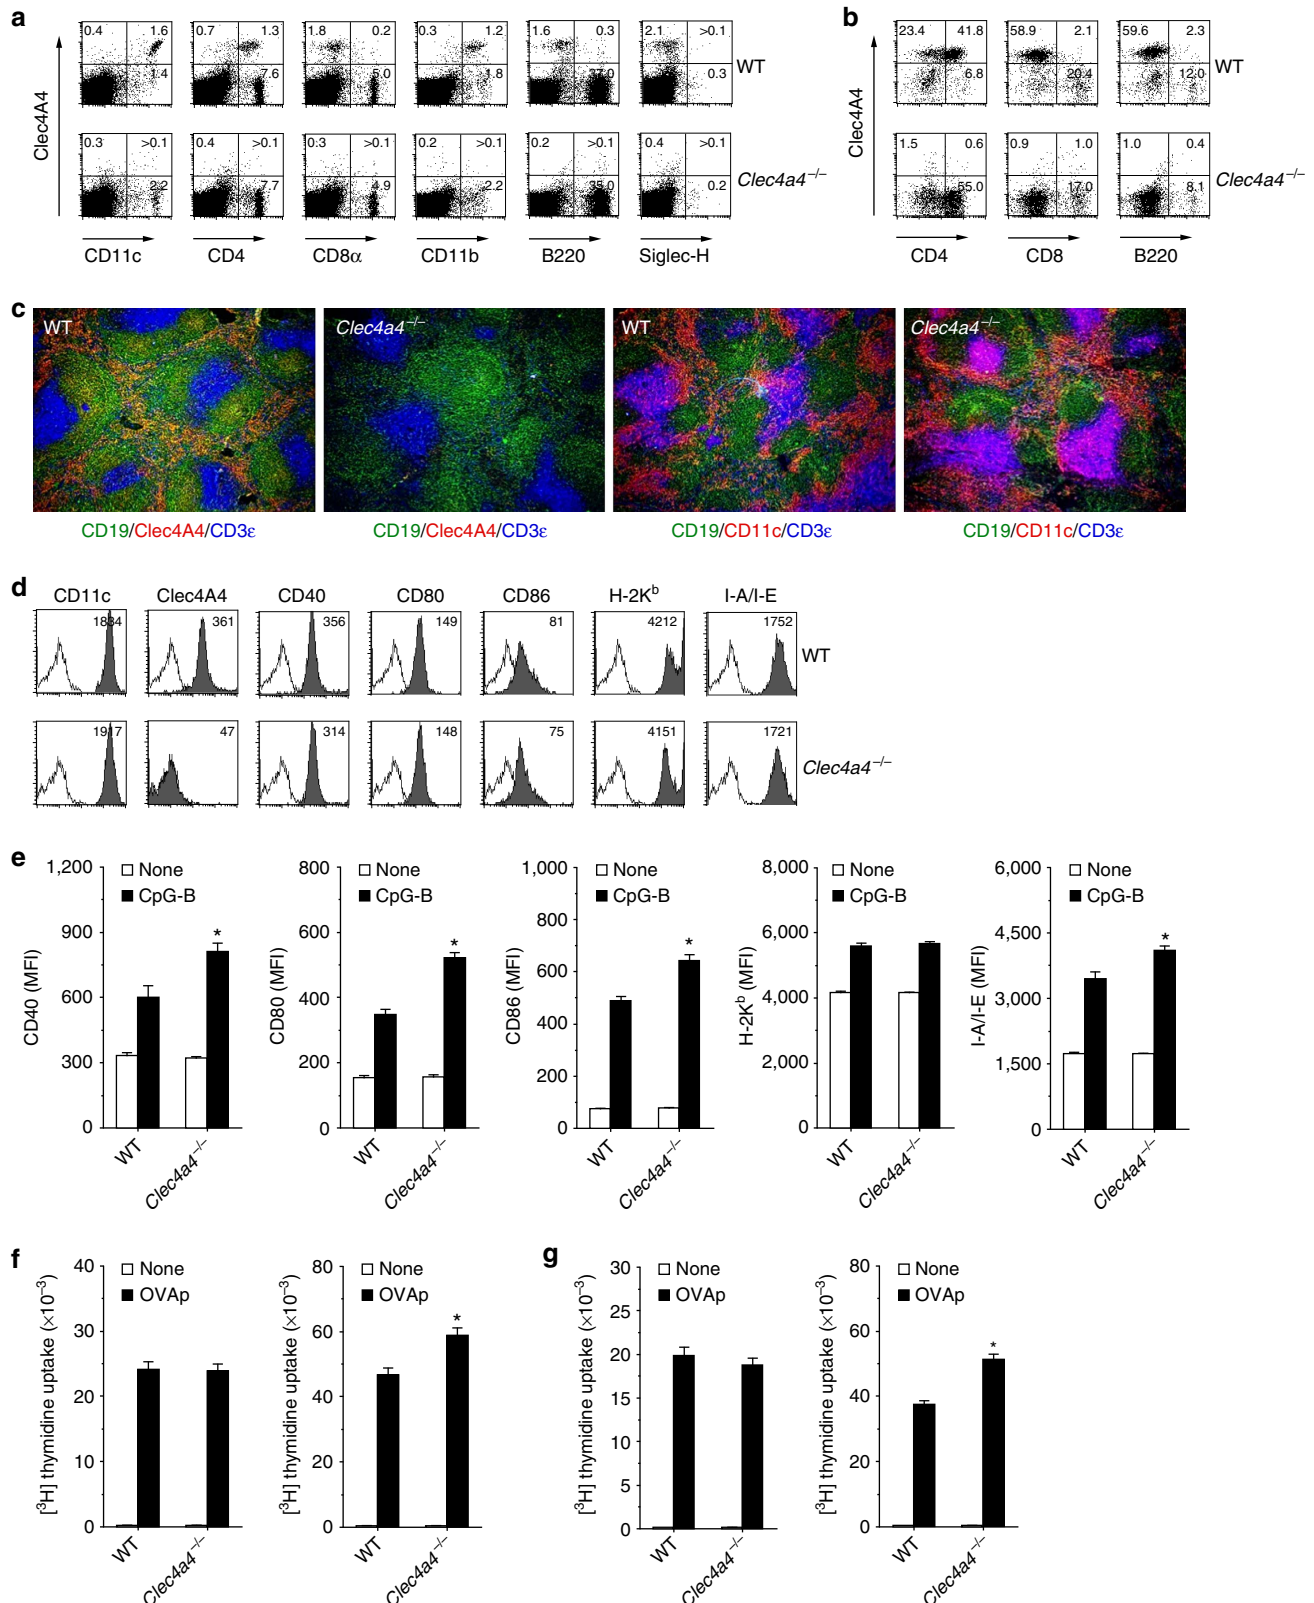 a
Clec4A4
0.4 1.6
1.4
0.7 1.3
7.6
1.8 0.2
5.0
0.3 1.2
1.8
1.6 0.3
37.0
2.1 >0.1
0.3
WT
0.3 >0.1
2.2
0.4 >0.1
7.7
0.3 >0.1
4.9
0.2 >0.1
2.2
0.2 >0.1
35.0
0.4 >0.1
0.2
Clec4a4⁻/⁻
CD11c CD4 CD8α CD11b B220 Siglec-H
b
Clec4A4
23.4 41.8
6.8
58.9 2.1
20.4
59.6 2.3
12.0
WT
1.5 0.6
55.0
0.9 1.0
17.0
1.0 0.4
8.1
Clec4a4⁻/⁻
CD4 CD8 B220
c
WT
Clec4a4⁻/⁻
WT
Clec4a4⁻/⁻
CD19/Clec4A4/CD3ε
CD19/Clec4A4/CD3ε
CD19/CD11c/CD3ε
CD19/CD11c/CD3ε
d
CD11c Clec4A4 CD40 CD80 CD86 H-2Kᵇ I-A/I-E
1834 361 356 149 81 4212 1752
WT
1917 47 314 148 75 4151 1721
Clec4a4⁻/⁻
e
CD40 (MFI)
1,200
900
600
300
0
None
CpG-B
*
WT
Clec4a4⁻/⁻
CD80 (MFI)
800
600
400
200
0
None
CpG-B
*
WT
Clec4a4⁻/⁻
CD86 (MFI)
1,000
800
600
400
200
0
None
CpG-B
*
WT
Clec4a4⁻/⁻
H-2Kᵇ (MFI)
8,000
6,000
4,000
2,000
0
None
CpG-B
WT
Clec4a4⁻/⁻
I-A/I-E (MFI)
6,000
4,500
3,000
1,500
0
None
CpG-B
*
WT
Clec4a4⁻/⁻
f
[³H] thymidine uptake (×10⁻³)
40
30
20
10
0
None
OVAp
WT
Clec4a4⁻/⁻
[³H] thymidine uptake (×10⁻³)
80
60
40
20
0
None
OVAp
*
WT
Clec4a4⁻/⁻
g
[³H] thymidine uptake (×10⁻³)
30
25
20
15
10
5
0
None
OVAp
WT
Clec4a4⁻/⁻
[³H] thymidine uptake (×10⁻³)
80
60
40
20
0
None
OVAp
*
WT
Clec4a4⁻/⁻